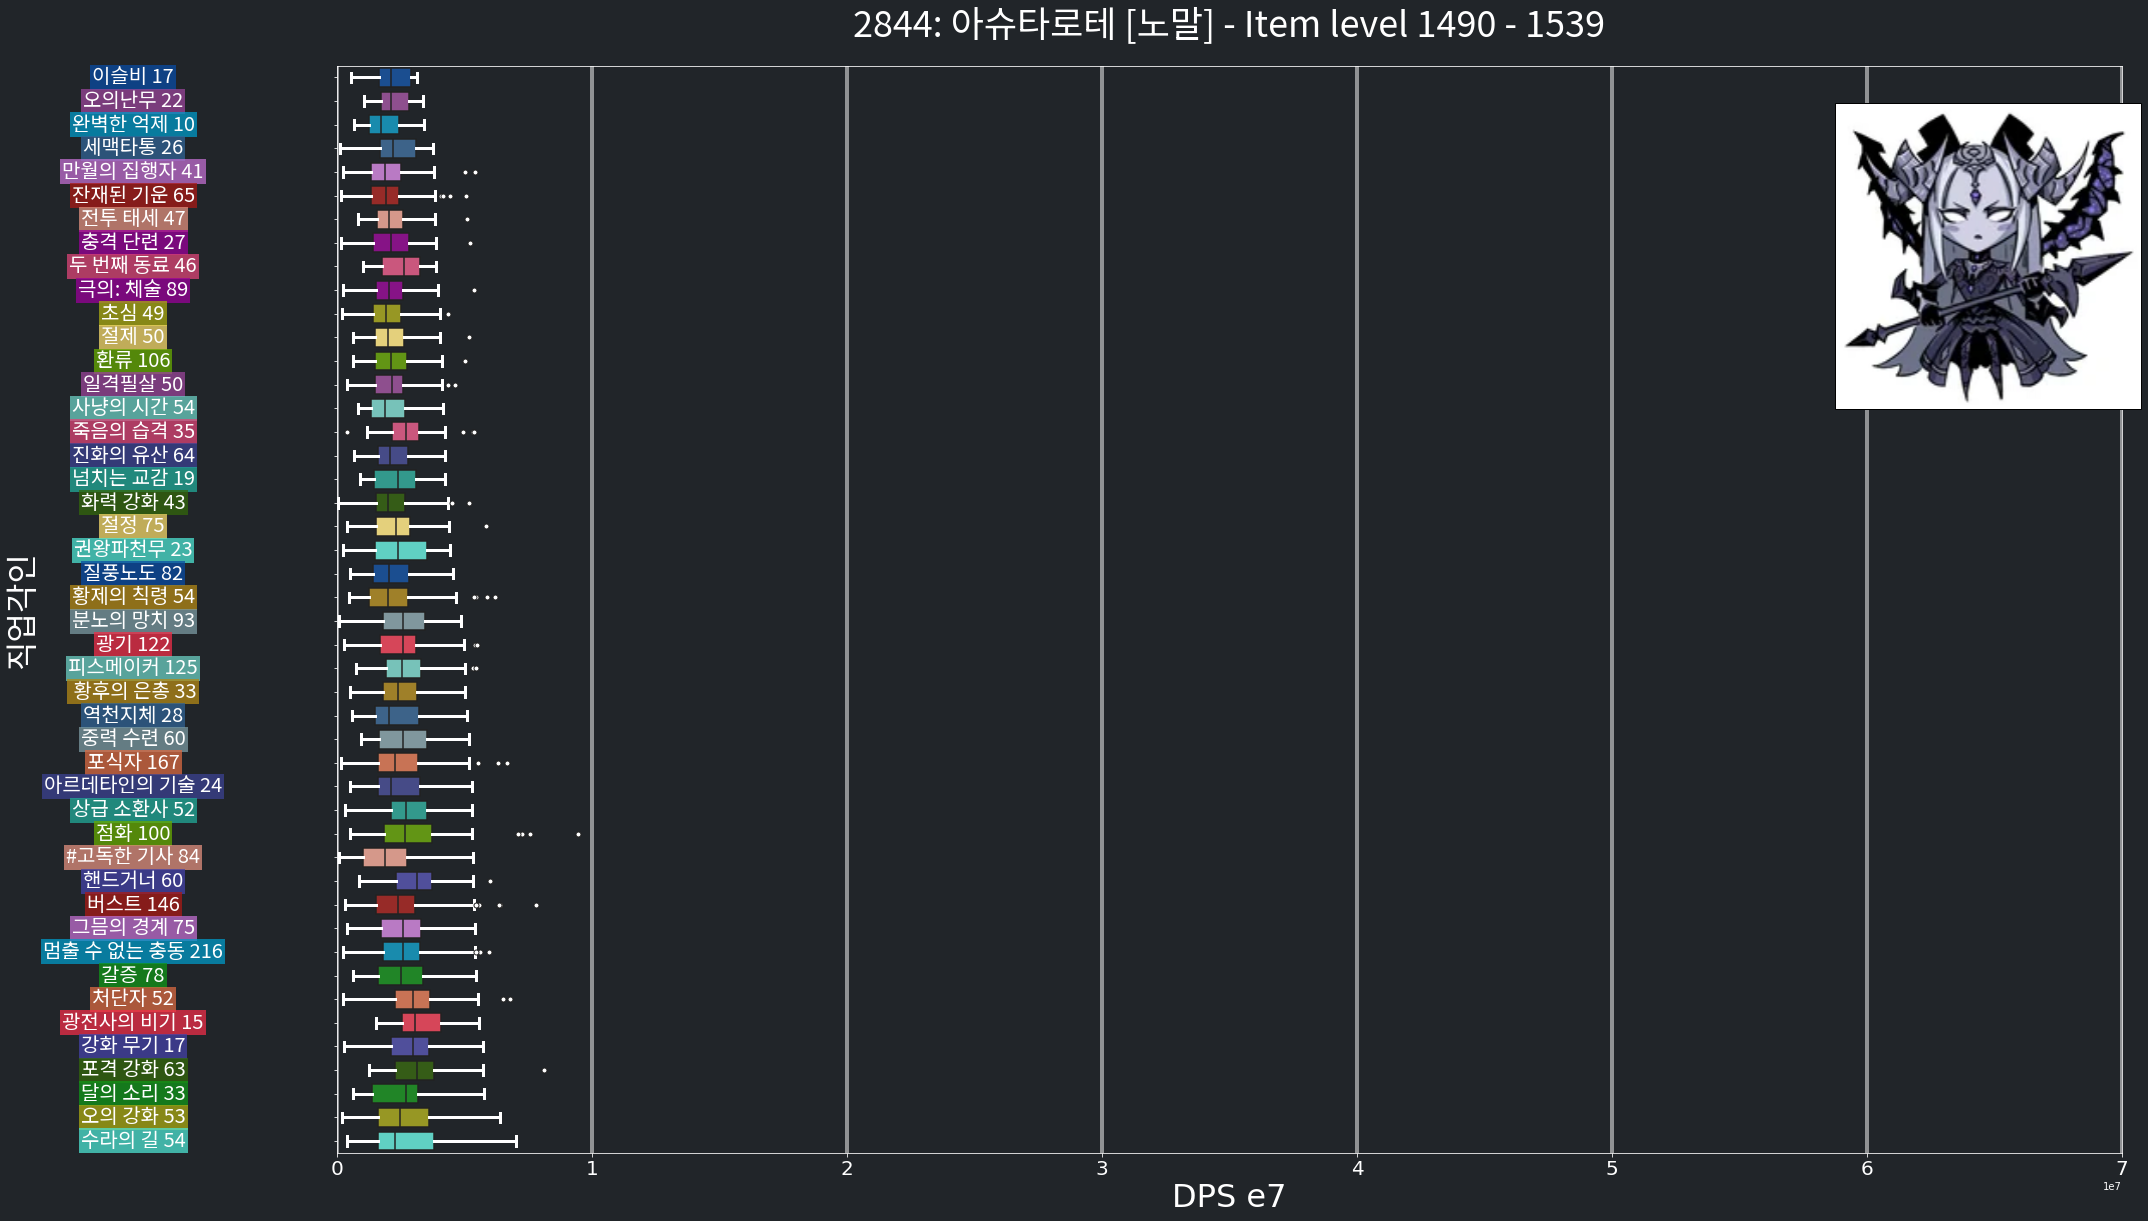 2844: 아슈타로테 [노말] - Item level 1490 - 1539
이슬비 17
오의난무 22
완벽한 억제 10
세맥타통 26
만월의 집행자 41
잔재된 기운 65
전투 태세 47
충격 단련 27
두 번째 동료 46
극의: 체술 89
초심 49
절제 50
환류 106
일격필살 50
사냥의 시간 54
죽음의 습격 35
진화의 유산 64
넘치는 교감 19
화력 강화 43
절정 75
권왕파천무 23
질풍노도 82
황제의 칙령 54
분노의 망치 93
광기 122
피스메이커 125
황후의 은총 33
역천지체 28
중력 수련 60
포식자 167
아르데타인의 기술 24
상급 소환사 52
점화 100
#고독한 기사 84
핸드거너 60
버스트 146
그믐의 경계 75
멈출 수 없는 충동 216
갈증 78
처단자 52
광전사의 비기 15
강화 무기 17
포격 강화 63
달의 소리 33
오의 강화 53
수라의 길 54
직업각인
0 1 2 3 4 5 6 7
1e7
DPS e7